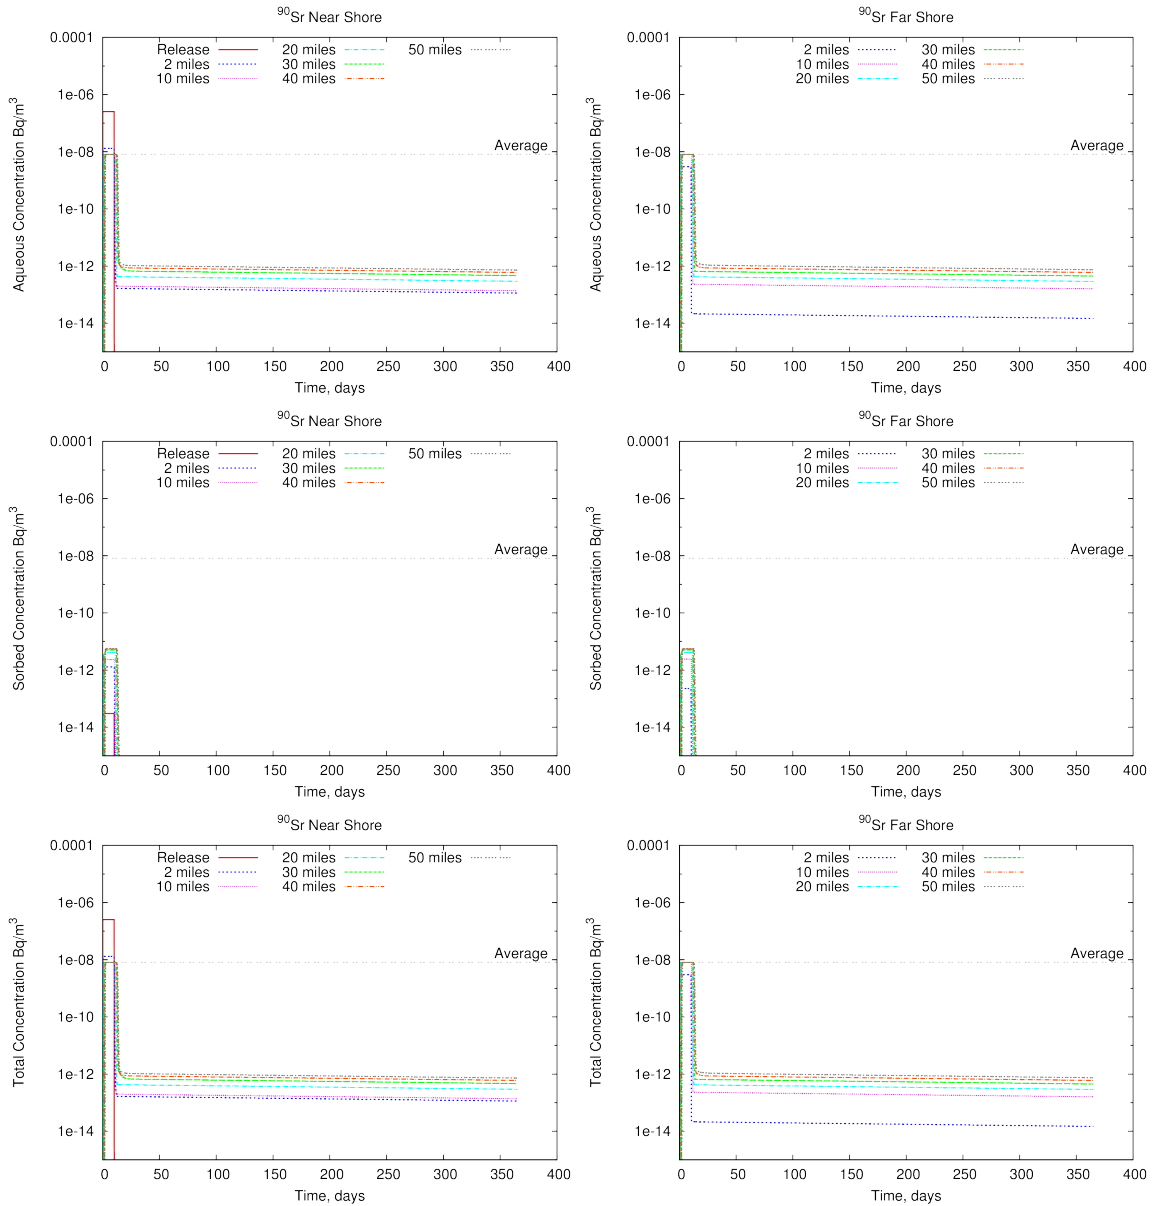 90Sr Near Shore
0.0001
1e-06
1e-08
1e-10
1e-12
1e-14
Aqueous Concentration Bq/m3
Release 20 miles 50 miles
2 miles 30 miles
10 miles 40 miles
Average
0 50 100 150 200 250 300 350 400
Time, days
90Sr Far Shore
0.0001
1e-06
1e-08
1e-10
1e-12
1e-14
Aqueous Concentration Bq/m3
2 miles 30 miles
10 miles 40 miles
20 miles 50 miles
Average
0 50 100 150 200 250 300 350 400
Time, days
90Sr Near Shore
0.0001
1e-06
1e-08
1e-10
1e-12
1e-14
Sorbed Concentration Bq/m3
Release 20 miles 50 miles
2 miles 30 miles
10 miles 40 miles
Average
0 50 100 150 200 250 300 350 400
Time, days
90Sr Far Shore
0.0001
1e-06
1e-08
1e-10
1e-12
1e-14
Sorbed Concentration Bq/m3
2 miles 30 miles
10 miles 40 miles
20 miles 50 miles
Average
0 50 100 150 200 250 300 350 400
Time, days
90Sr Near Shore
0.0001
1e-06
1e-08
1e-10
1e-12
1e-14
Total Concentration Bq/m3
Release 20 miles 50 miles
2 miles 30 miles
10 miles 40 miles
Average
0 50 100 150 200 250 300 350 400
Time, days
90Sr Far Shore
0.0001
1e-06
1e-08
1e-10
1e-12
1e-14
Total Concentration Bq/m3
2 miles 30 miles
10 miles 40 miles
20 miles 50 miles
Average
0 50 100 150 200 250 300 350 400
Time, days